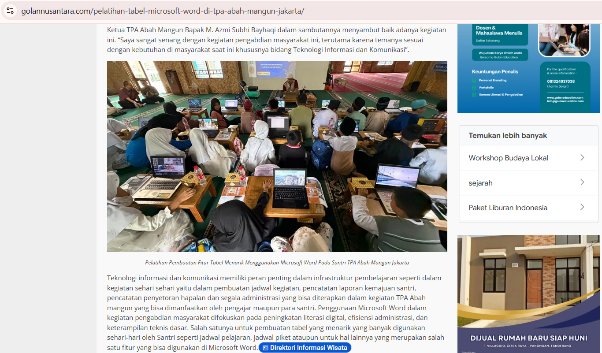 golannusantara.com/pelatihan-tabel-microsoft-word-di-tpa-abah-mangun-jakarta/
Ketua TPA Abah Mangun Bapak M. Azmi Subhi Bayhaqi dalam sambutannya menyambut baik adanya kegiatan
ini. "Saya sangat senang dengan kegiatan pengabdian masyarakat ini, terutama karena temanya sesuai
dengan kebutuhan di masyarakat saat ini khususnya bidang Teknologi Informasi dan Komunikasi".
Pelatihan Pembuatan Fitur Tabel Menarik Menggunakan Microsoft Word Pada Santri TPA Abah Mangun Jakarta
Teknologi informasi dan komunikasi memiliki peran penting dalam infrastruktur pembelajaran seperti dalam
kegiatan sehari sehari yaitu dalam pembuatan jadwal kegiatan, pencatatan laporan kemajuan santri,
pencatatan penyetoran hapalan dan segala administrasi yang bisa diterapkan dalam kegiatan TPA Abah
mangun yang bisa dimanfaatkan oleh pengajar maupun para santri. Penggunaan Microsoft Word dalam
kegiatan pengabdian masyarakat difokuskan pada peningkatan literasi digital, efisiensi administrasi, dan
keterampilan teknis dasar. Salah satunya untuk pembuatan tabel yang menarik yang banyak digunakan
sehari-hari oleh Santri seperti jadwal pelajaran, jadwal piket ataupun untuk hal lainnya yang merupakan salah
satu fitur yang bisa digunakan di Microsoft Word.
Direktori Informasi Wisata
Dosen &
Mahasiswa Menulis
Keuntungan Penulis
Personal Branding
Portofolio
Temukan lebih banyak
Workshop Budaya Lokal
sejarah
Paket Liburan Indonesia
DIJUAL RUMAH BARU SIAP HUNI